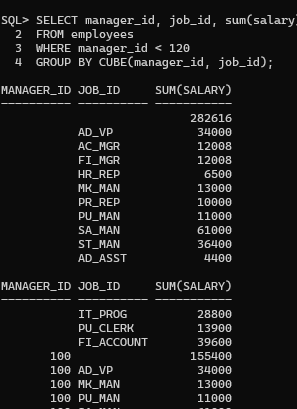 SQL> SELECT manager_id, job_id, sum(salary)
2 FROM employees
3 WHERE manager_id < 120
4 GROUP BY CUBE(manager_id, job_id);
MANAGER_ID JOB_ID SUM(SALARY)
---------- ---------- -----------
282616
AD_VP 34000
AC_MGR 12008
FI_MGR 12008
HR_REP 6500
MK_MAN 13000
PR_REP 10000
PU_MAN 11000
SA_MAN 61000
ST_MAN 36400
AD_ASST 4400
MANAGER_ID JOB_ID SUM(SALARY)
---------- ---------- -----------
IT_PROG 28800
PU_CLERK 13900
FI_ACCOUNT 39600
100 155400
100 AD_VP 34000
100 MK_MAN 13000
100 PU_MAN 11000